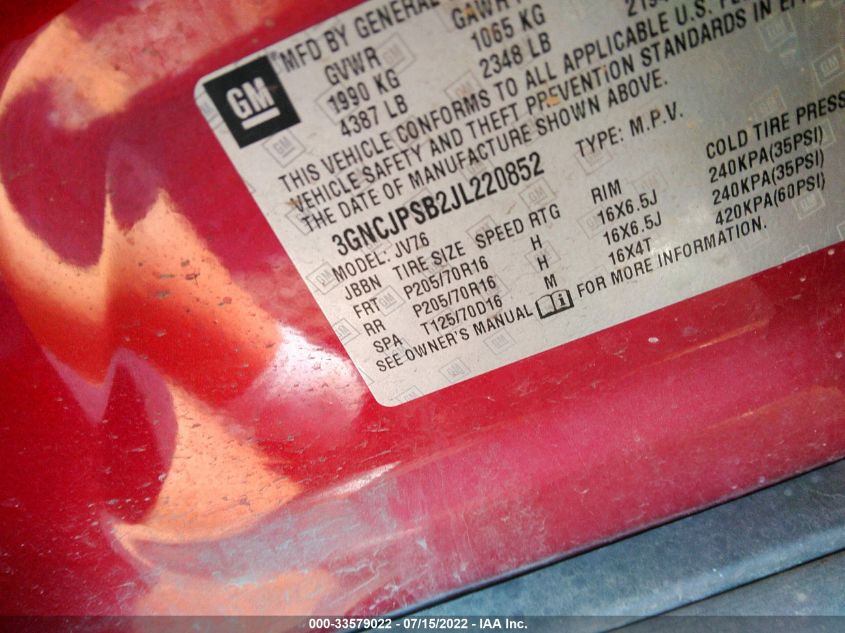 GM
MFD BY GENERAL
GVWR GAWR
1990 KG 1065 KG
4387 LB 2348 LB
THIS VEHICLE CONFORMS TO ALL APPLICABLE U.S.
VEHICLE SAFETY AND THEFT PREVENTION STANDARDS IN
THE DATE OF MANUFACTURE SHOWN ABOVE.
3GNCJPSB2JL220852 TYPE: M.P.V.
MODEL: JV76
JBBN TIRE SIZE SPEED RTG RIM COLD TIRE PRESS
FRT P205/70R16 H 16X6.5J 240KPA(35PSI)
RR P205/70R16 H 16X6.5J 240KPA(35PSI)
SPA T125/70D16 M 16X4T 420KPA(60PSI)
SEE OWNER'S MANUAL FOR MORE INFORMATION.
000-33579022 - 07/15/2022 - IAA Inc.